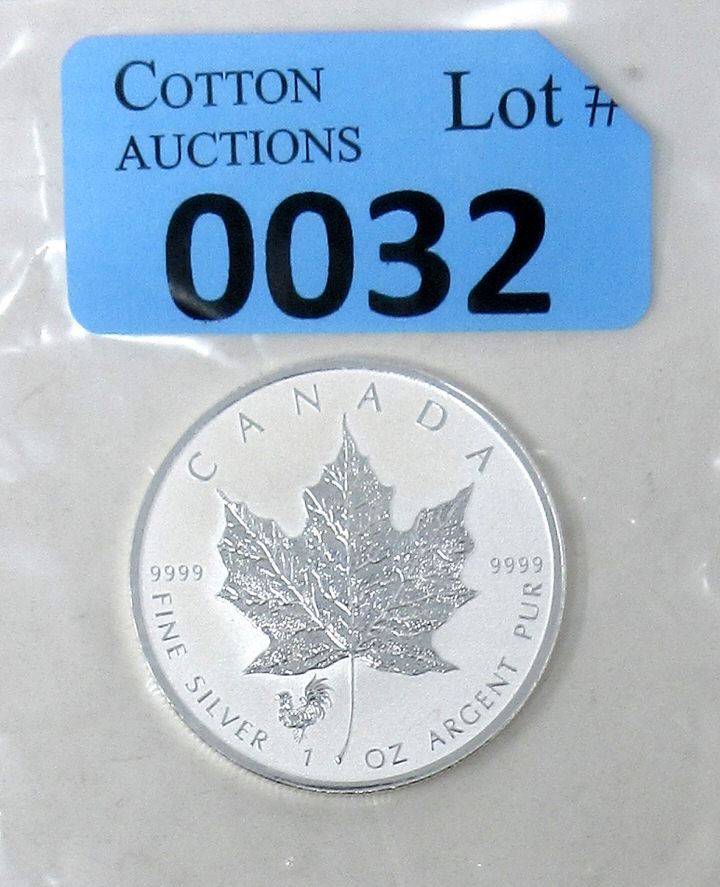 COTTON Lot #
AUCTIONS
0032
CANADA
9999 9999
FINE SILVER 1 OZ ARGENT PUR